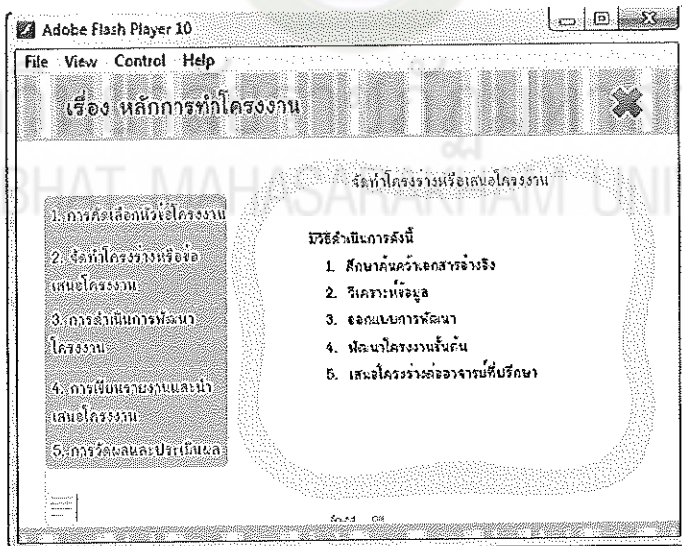 Adobe Flash Player 10
File View Control Help
เรื่อง หลักการทำโครงงาน
จัดทำโครงร่างหรือเสนอโครงงาน
1. การคัดเลือกหัวข้อโครงงาน
2. จัดทำโครงร่างหรือข้อ
เสนอโครงงาน
3. การดำเนินการพัฒนา
โครงงาน
4. การเขียนรายงานและนำ
เสนอโครงงาน
5. การวัดผลและประเมินผล
มีวิธีดำเนินการดังนี้
1. ศึกษาค้นคว้าเอกสารอ้างอิง
2. วิเคราะห์ข้อมูล
3. ออกแบบการพัฒนา
4. พัฒนาโครงงานขั้นต้น
5. เสนอโครงร่างต่ออาจารย์ที่ปรึกษา
Sound